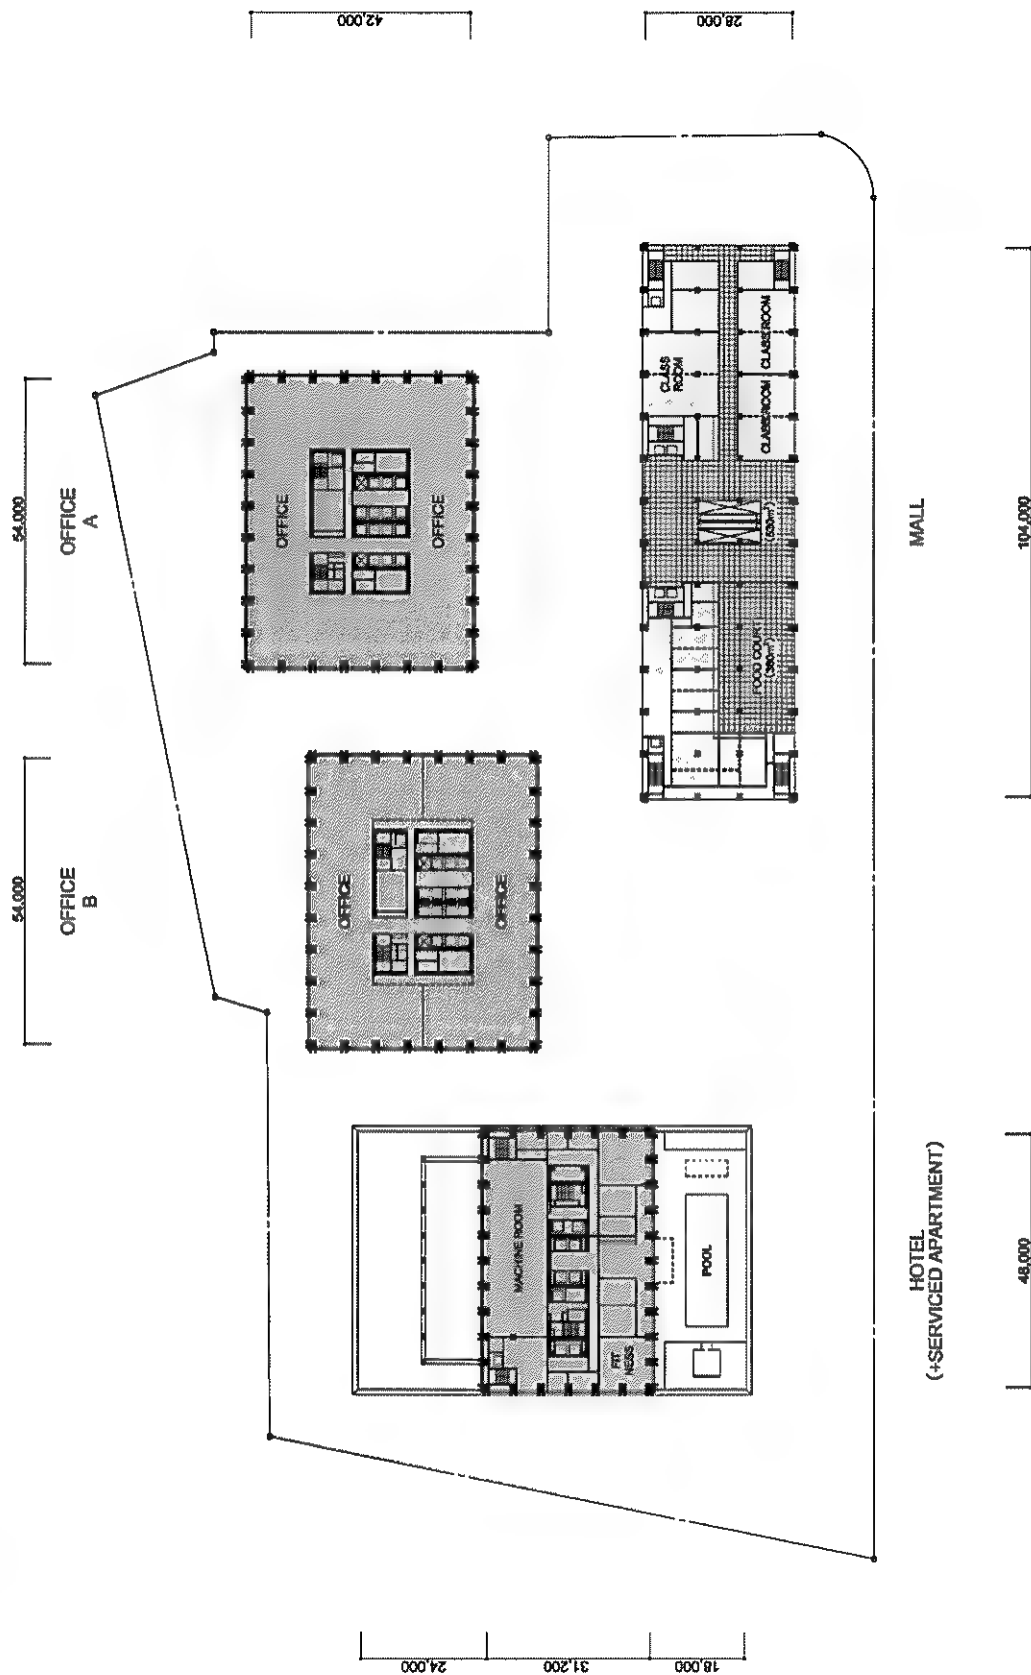 54,000
54,000
OFFICE
B
OFFICE
A
42,000
28,000
OFFICE
OFFICE
OFFICE
OFFICE
24,000
31,200
18,000
MACHINE ROOM
FIT
NESS
POOL
CLASS
ROOM
FOOD COURT
(360m²)
(530m²)
CLASSROOM
CLASSROOM
HOTEL
(+SERVICED APARTMENT)
MALL
48,000
104,000